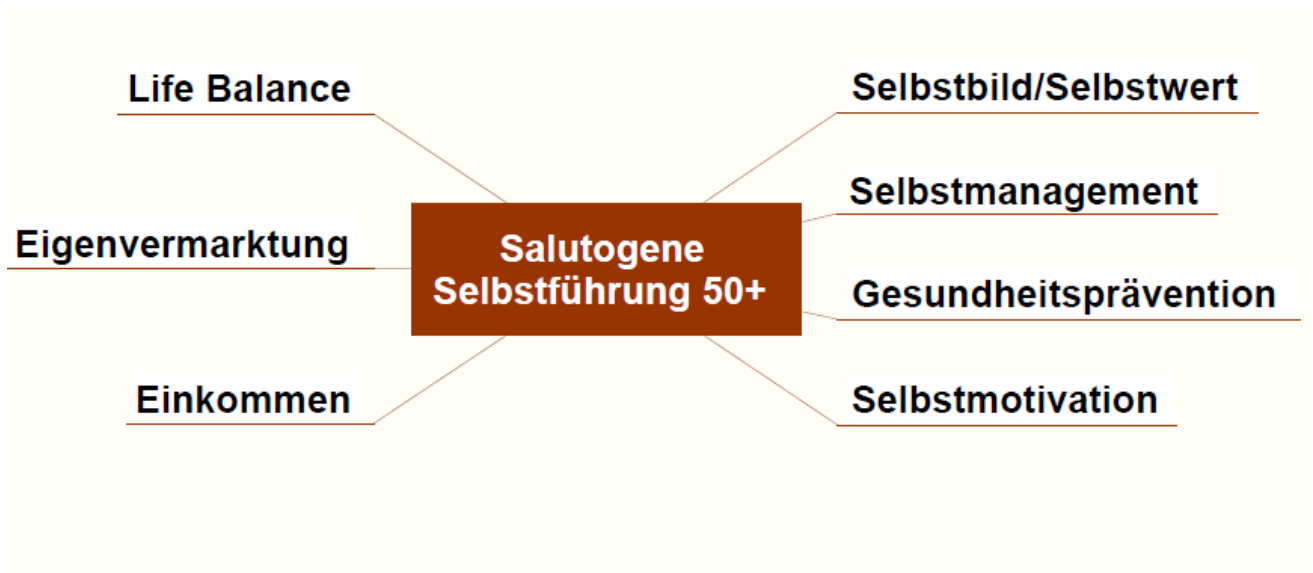 Life Balance
Eigenvermarktung
Einkommen
Salutogene
Selbstführung 50+
Selbstbild/Selbstwert
Selbstmanagement
Gesundheitsprävention
Selbstmotivation